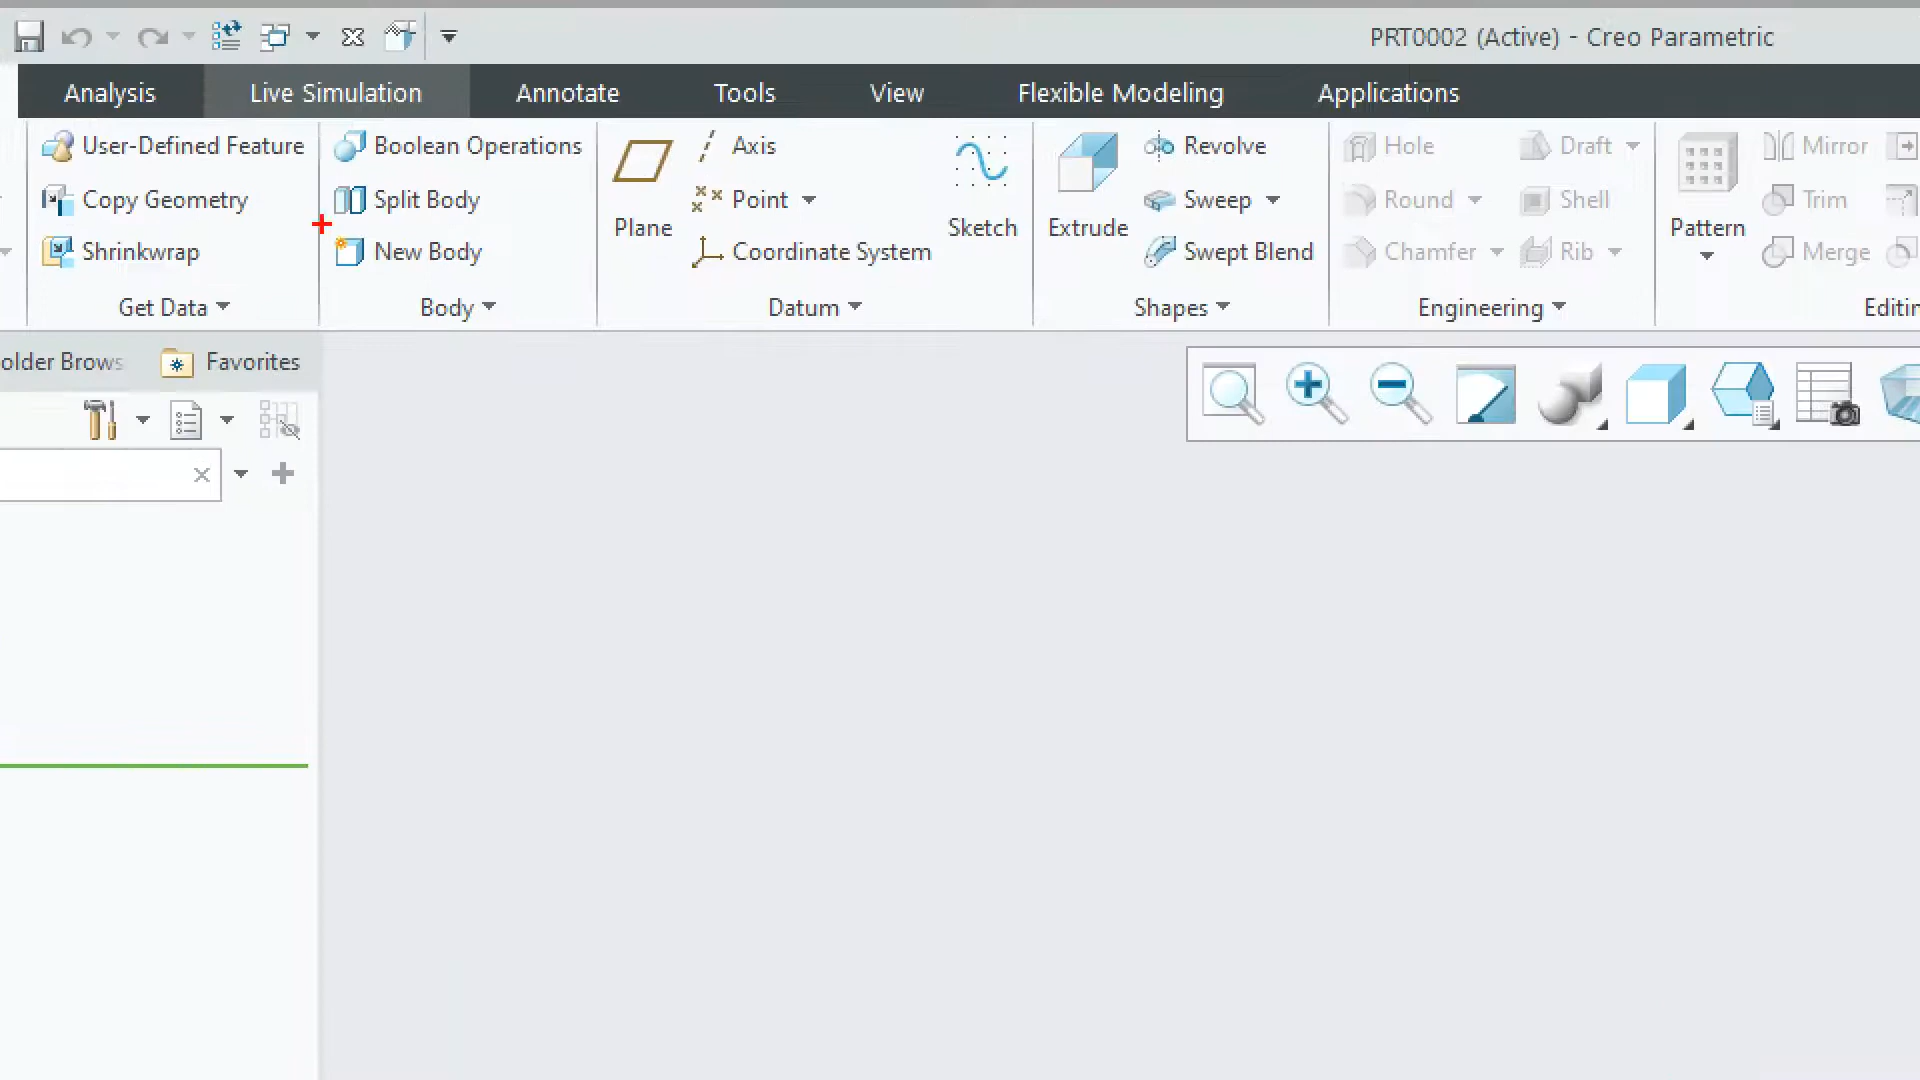 PRT0002 (Active) - Creo Parametric
Analysis Live Simulation Annotate Tools View Flexible Modeling Applications
User-Defined Feature
Copy Geometry
Shrinkwrap
Get Data
Boolean Operations
Split Body
New Body
Body
Plane
Axis
Point
Coordinate System
Sketch
Datum
Extrude
Revolve
Sweep
Swept Blend
Shapes
Hole
Round
Chamfer
Draft
Shell
Rib
Engineering
Pattern
Mirror
Trim
Merge
Editin
older Brows
Favorites